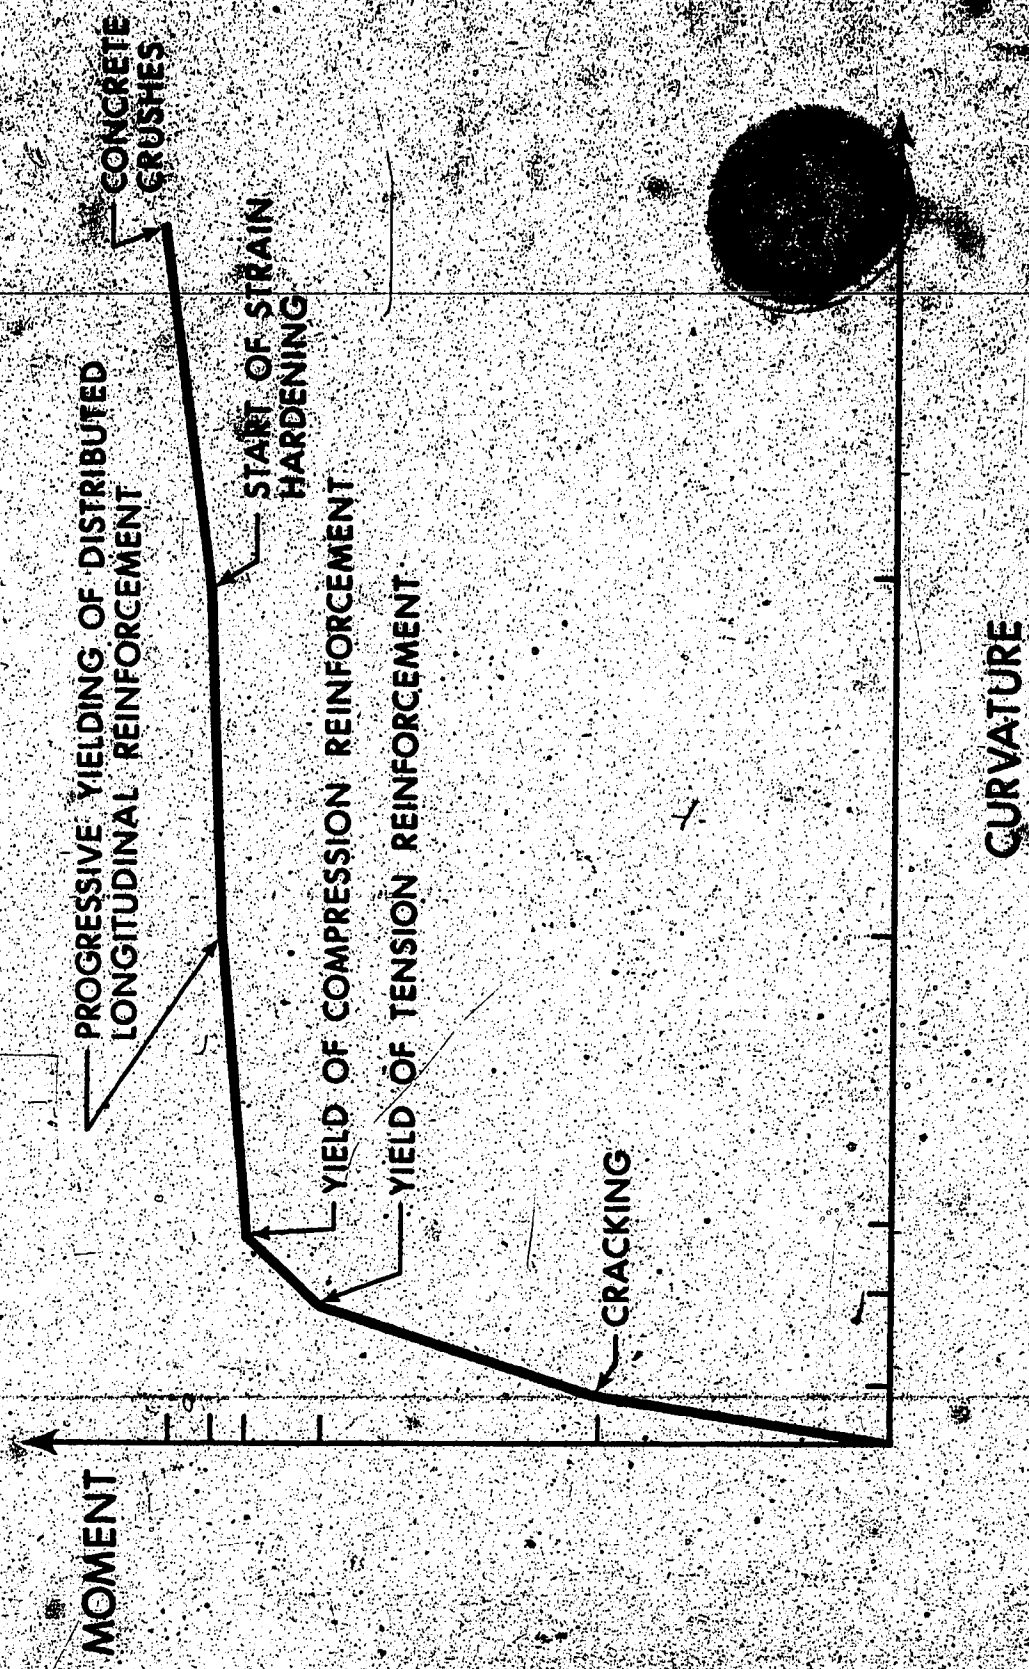 MOMENT
PROGRESSIVE YIELDING OF DISTRIBUTED
LONGITUDINAL REINFORCEMENT
CONCRETE
CRUSHES
START OF STRAIN
HARDENING
YIELD OF COMPRESSION REINFORCEMENT
YIELD OF TENSION REINFORCEMENT
CRACKING
CURVATURE